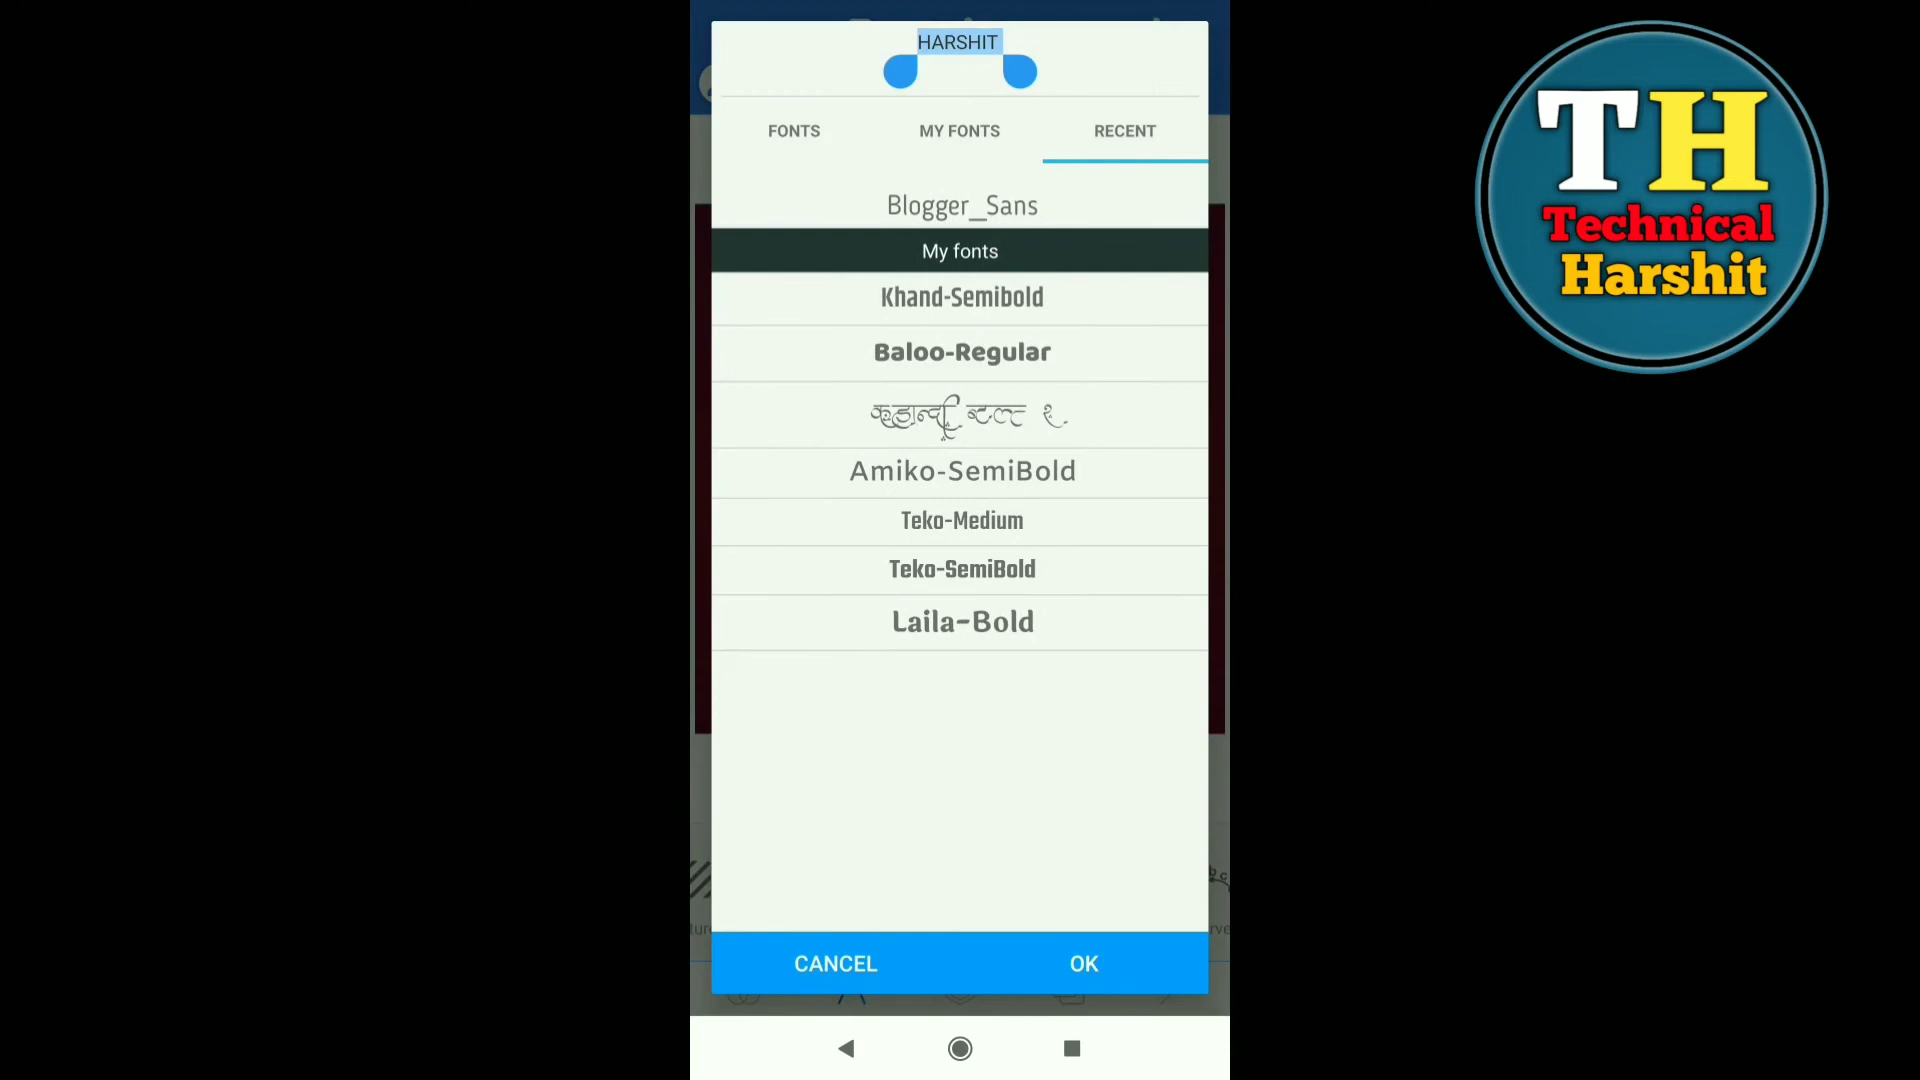 HARSHIT
FONTS MY FONTS RECENT
Blogger_Sans
My fonts
Khand-Semibold
Baloo-Regular
Amiko-SemiBold
Teko-Medium
Teko-SemiBold
Laila-Bold
CANCEL OK
TH
Technical
Harshit